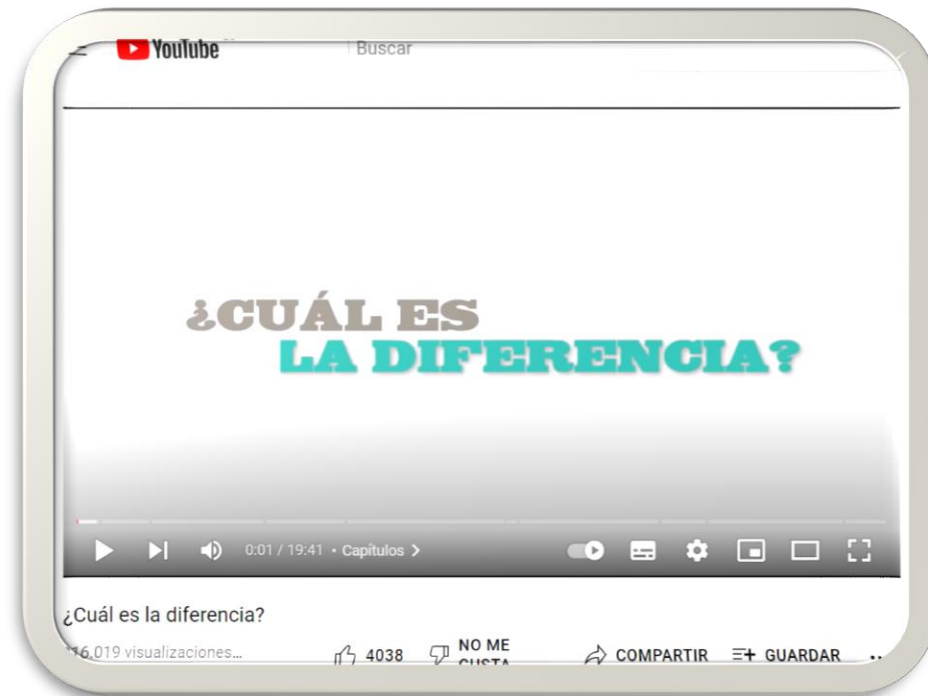 YouTube
Buscar
¿CUÁL ES
LA DIFERENCIA?
0:01 / 19:41 • Capítulos
¿Cuál es la diferencia?
16.019 visualizaciones...
4038
NO ME
GUSTA
COMPARTIR
GUARDAR